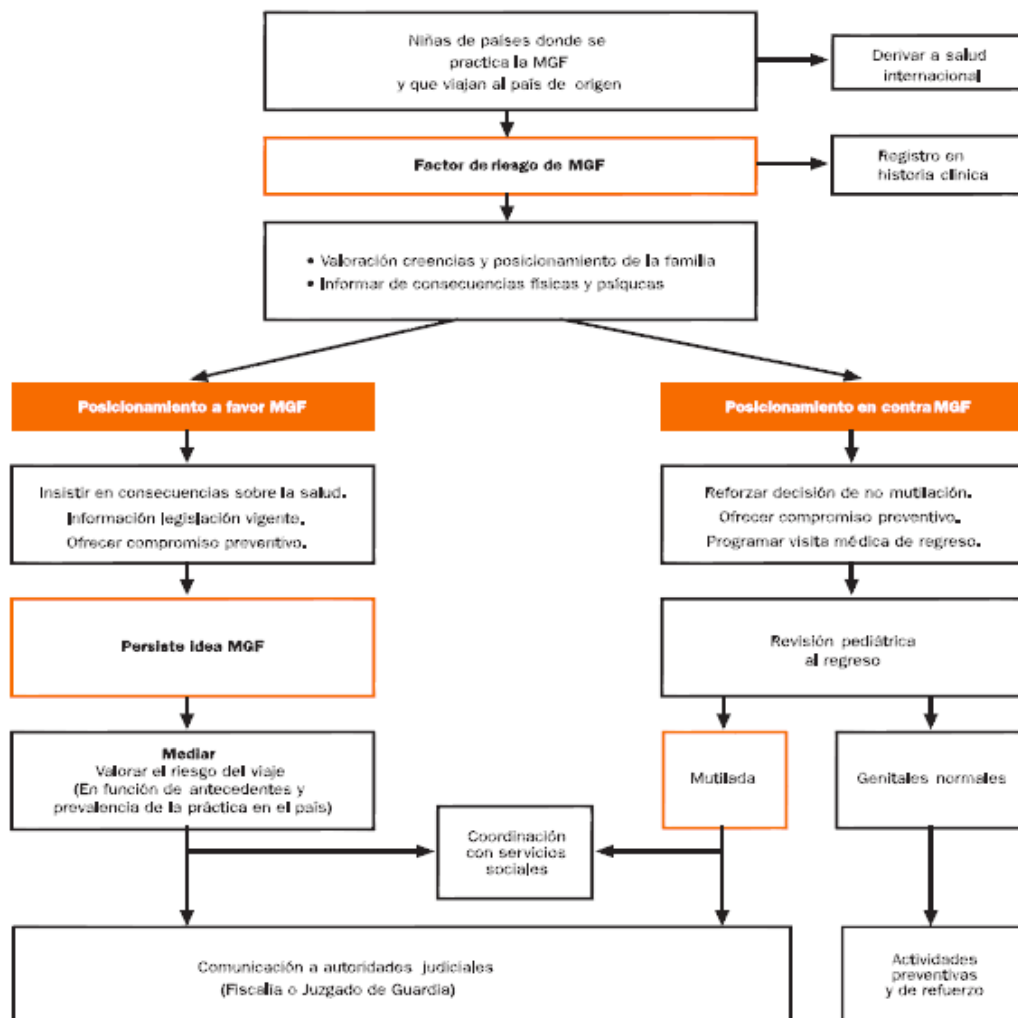 Niñas de países donde se
practica la MGF
y que viajan al país de origen
Derivar a salud
internacional
Factor de riesgo de MGF
Registro en
historia clínica
• Valoración creencias y posicionamiento de la familia
• Informar de consecuencias físicas y psíqucas
Posicionamiento a favor MGF
Posicionamiento en contra MGF
Insistir en consecuencias sobre la salud.
Información legislación vigente.
Ofrecer compromiso preventivo.
Reforzar decisión de no mutilación.
Ofrecer compromiso preventivo.
Programar visita médica de regreso.
Persiste idea MGF
Revisión pediátrica
al regreso
Mediar
Valorar el riesgo del viaje
(En función de antecedentes y
prevalencia de la práctica en el país)
Mutilada
Genitales normales
Coordinación
con servicios
sociales
Comunicación a autoridades judiciales
(Fiscalia o Juzgado de Guardia)
Actividades
preventivas
y de refuerzo